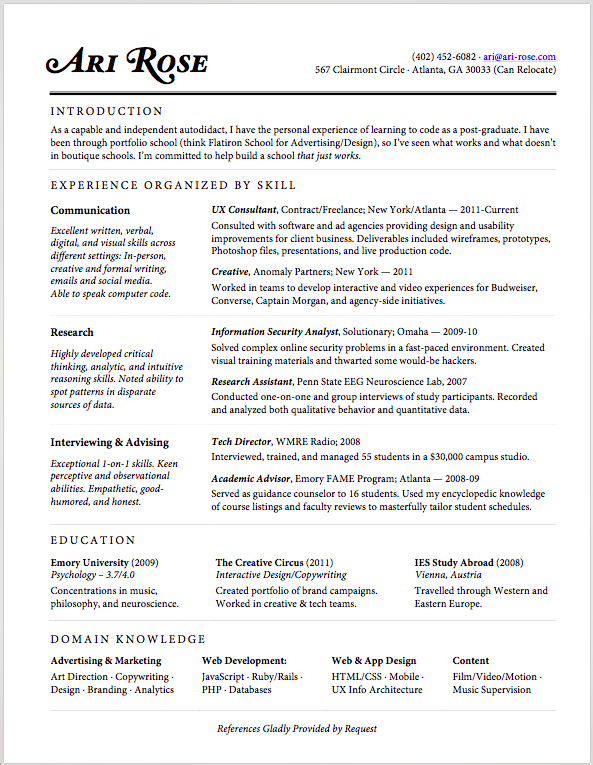 ARI ROSE
(402) 452-6082 · ari@ari-rose.com
567 Clairmont Circle · Atlanta, GA 30033 (Can Relocate)
INTRODUCTION
As a capable and independent autodidact, I have the personal experience of learning to code as a post-graduate. I have
been through portfolio school (think Flatiron School for Advertising/Design), so I've seen what works and what doesn't
in boutique schools. I'm committed to help build a school that just works.
EXPERIENCE ORGANIZED BY SKILL
Communication
Excellent written, verbal,
digital, and visual skills across
different settings: In-person,
creative and formal writing,
emails and social media.
Able to speak computer code.
UX Consultant, Contract/Freelance; New York/Atlanta — 2011-Current
Consulted with software and ad agencies providing design and usability
improvements for client business. Deliverables included wireframes, prototypes,
Photoshop files, presentations, and live production code.
Creative, Anomaly Partners; New York — 2011
Worked in teams to develop interactive and video experiences for Budweiser,
Converse, Captain Morgan, and agency-side initiatives.
Research
Highly developed critical
thinking, analytic, and intuitive
reasoning skills. Noted ability to
spot patterns in disparate
sources of data.
Information Security Analyst, Solutionary; Omaha — 2009-10
Solved complex online security problems in a fast-paced environment. Created
visual training materials and thwarted some would-be hackers.
Research Assistant, Penn State EEG Neuroscience Lab, 2007
Conducted one-on-one and group interviews of study participants. Recorded
and analyzed both qualitative behavior and quantitative data.
Interviewing & Advising
Exceptional 1-on-1 skills. Keen
perceptive and observational
abilities. Empathetic, good-
humored, and honest.
Tech Director, WMRE Radio; 2008
Interviewed, trained, and managed 55 students in a $30,000 campus studio.
Academic Advisor, Emory FAME Program; Atlanta — 2008-09
Served as guidance counselor to 16 students. Used my encyclopedic knowledge
of course listings and faculty reviews to masterfully tailor student schedules.
EDUCATION
Emory University (2009)
Psychology – 3.7/4.0
Concentrations in music,
philosophy, and neuroscience.
The Creative Circus (2011)
Interactive Design/Copywriting
Created portfolio of brand campaigns.
Worked in creative & tech teams.
IES Study Abroad (2008)
Vienna, Austria
Travelled through Western and
Eastern Europe.
DOMAIN KNOWLEDGE
Advertising & Marketing
Art Direction · Copywriting ·
Design · Branding · Analytics
Web Development:
JavaScript · Ruby/Rails ·
PHP · Databases
Web & App Design
HTML/CSS · Mobile ·
UX Info Architecture
Content
Film/Video/Motion ·
Music Supervision
References Gladly Provided by Request